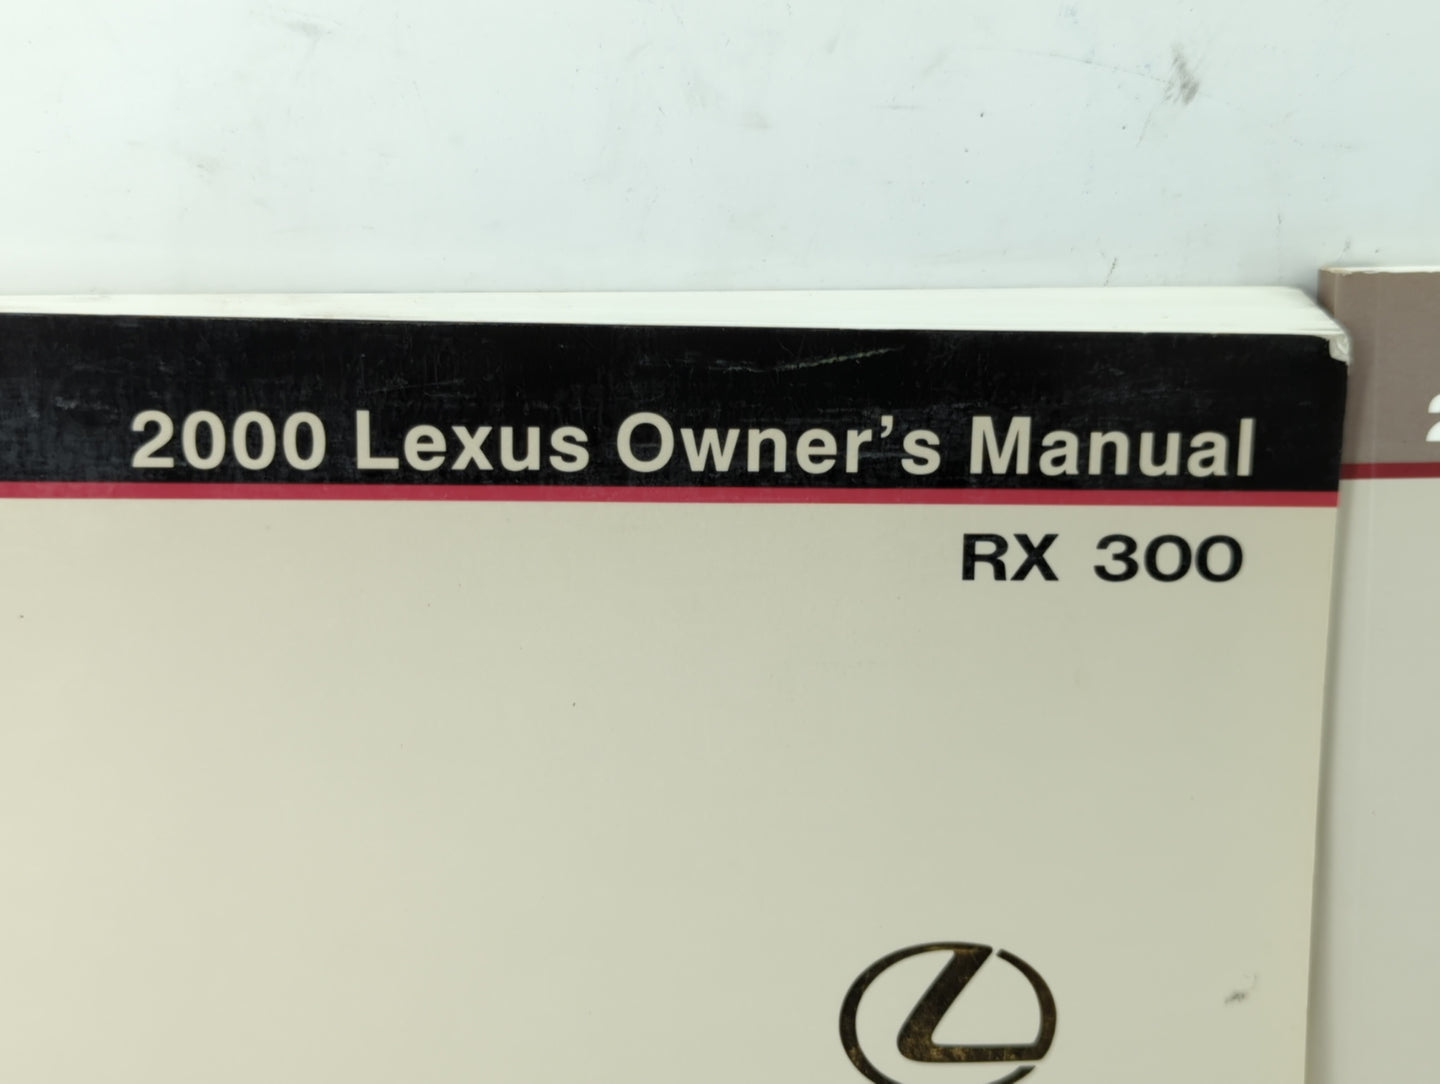 2000 Lexus Owner's Manual
RX 300